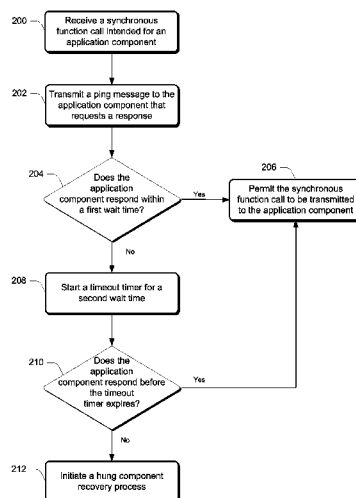 200
Receive a synchronous
function call intended for an
application component
202
Transmit a ping message to the
application component that
requests a response
204
Does the
application
component respond within
a first wait time?
Yes
206
Permit the synchronous
function call to be transmitted
to the application component
No
208
Start a timeout timer for a
second wait time
210
Does the
application
component respond before
the timeout
timer expires?
Yes
No
212
Initiate a hung component
recovery process